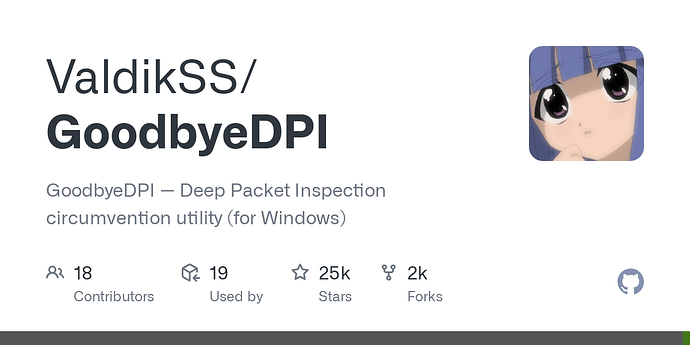 ValdikSS/
GoodbyeDPI
GoodbyeDPI — Deep Packet Inspection
circumvention utility (for Windows)
18 19 25k 2k
Contributors Used by Stars Forks